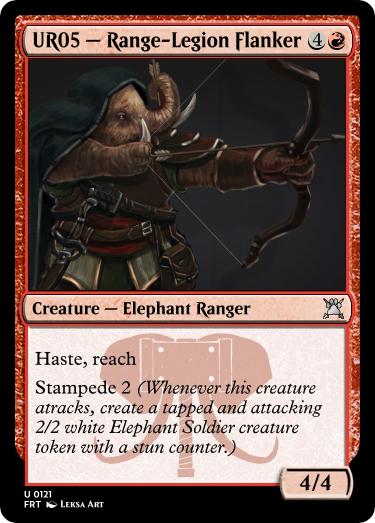 UR05 — Range-Legion Flanker 4
Creature — Elephant Ranger
Haste, reach
Stampede 2 (Whenever this creature
atracks, create a tapped and attacking
2/2 white Elephant Soldier creature
token with a stun counter.)
4/4
U 0121
FRT Leksa Art